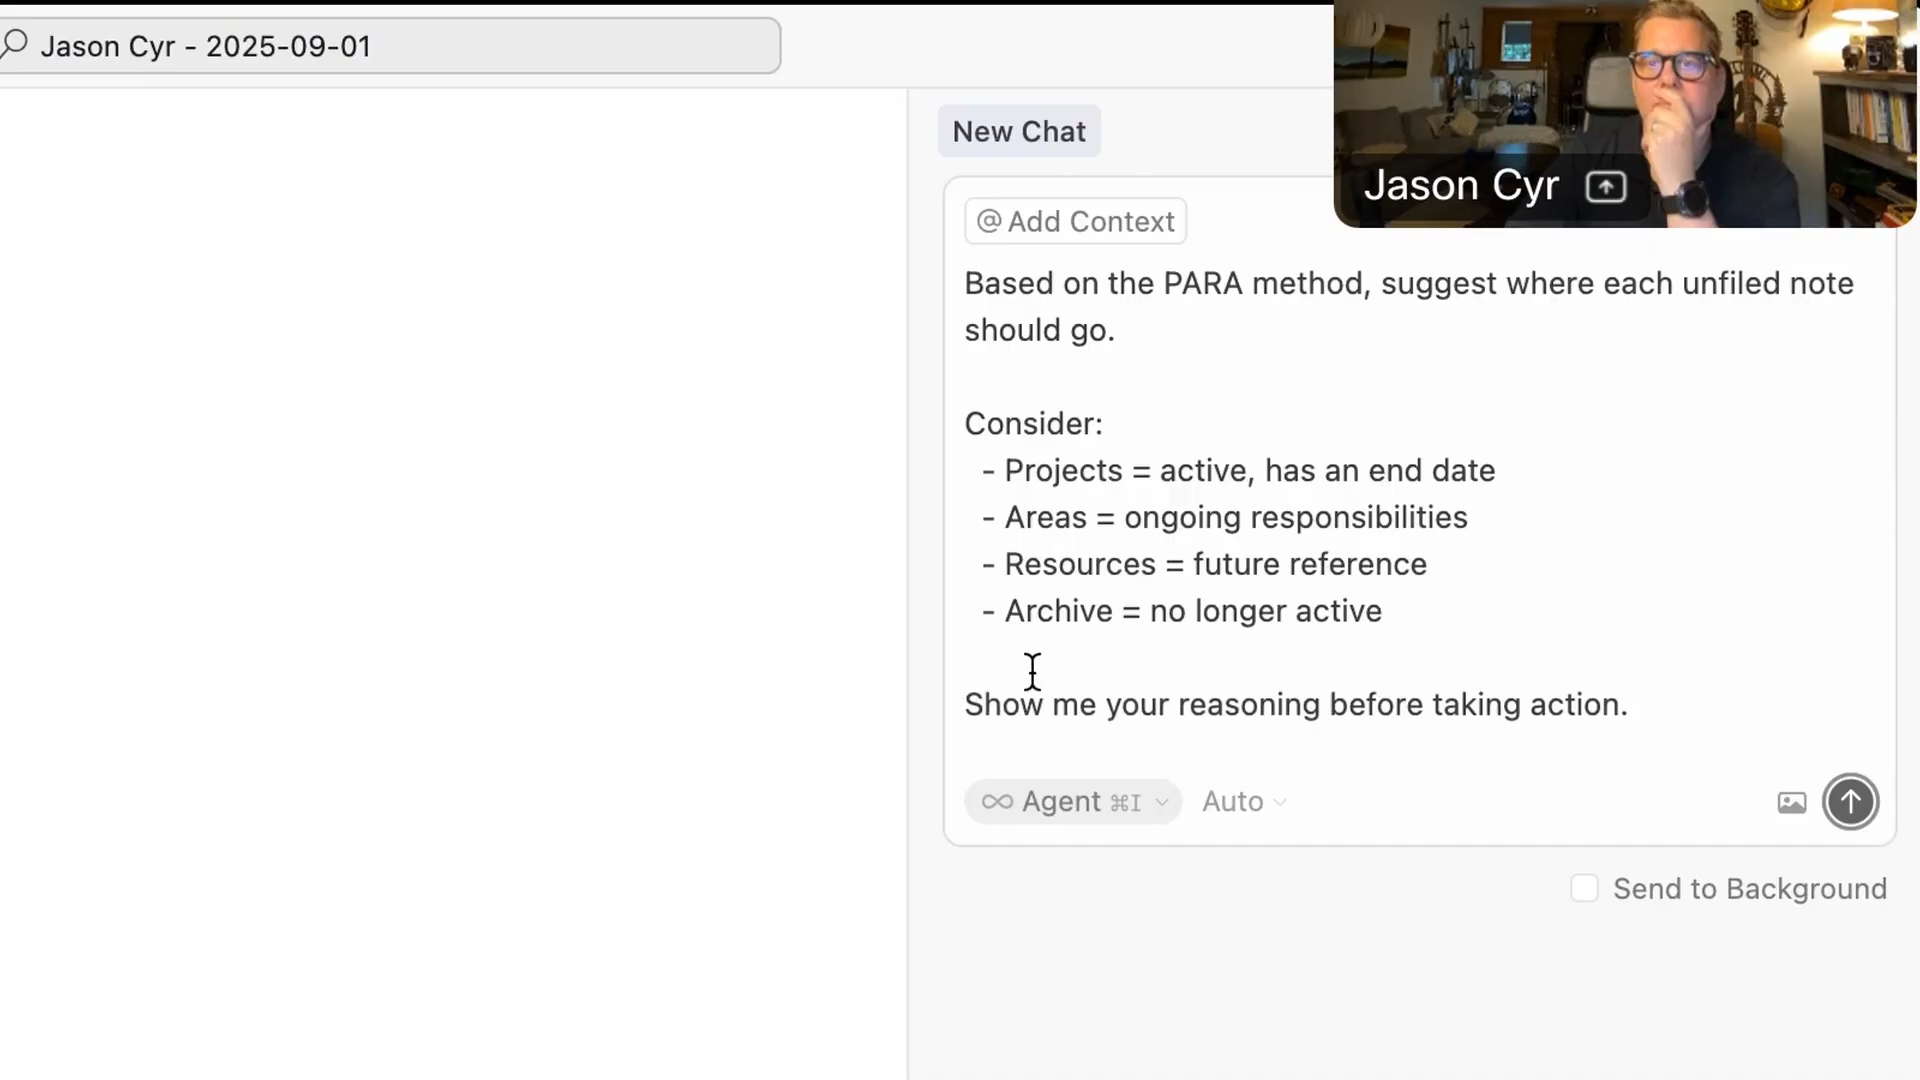 Jason Cyr - 2025-09-01
New Chat
Jason Cyr
@ Add Context
Based on the PARA method, suggest where each unfiled note
should go.
Consider:
- Projects = active, has an end date
- Areas = ongoing responsibilities
- Resources = future reference
- Archive = no longer active
Show me your reasoning before taking action.
Agent ⌘I
Auto
Send to Background